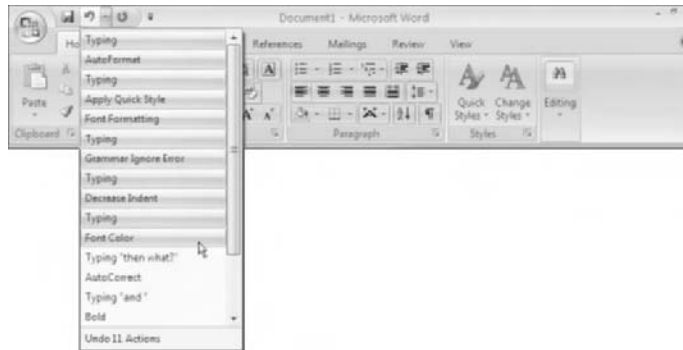 Document1 - Microsoft Word
References Mailings Review View
Typing
AutoFormat
Typing
Apply Quick Style
Font Formatting
Typing
Grammar Ignore Error
Typing
Decrease Indent
Typing
Font Color
Typing "then what?"
AutoCorrect
Typing "and "
Bold
Undo 11 Actions
Paste
Clipboard
Paragraph
Quick Styles
Change Styles
Styles
Editing